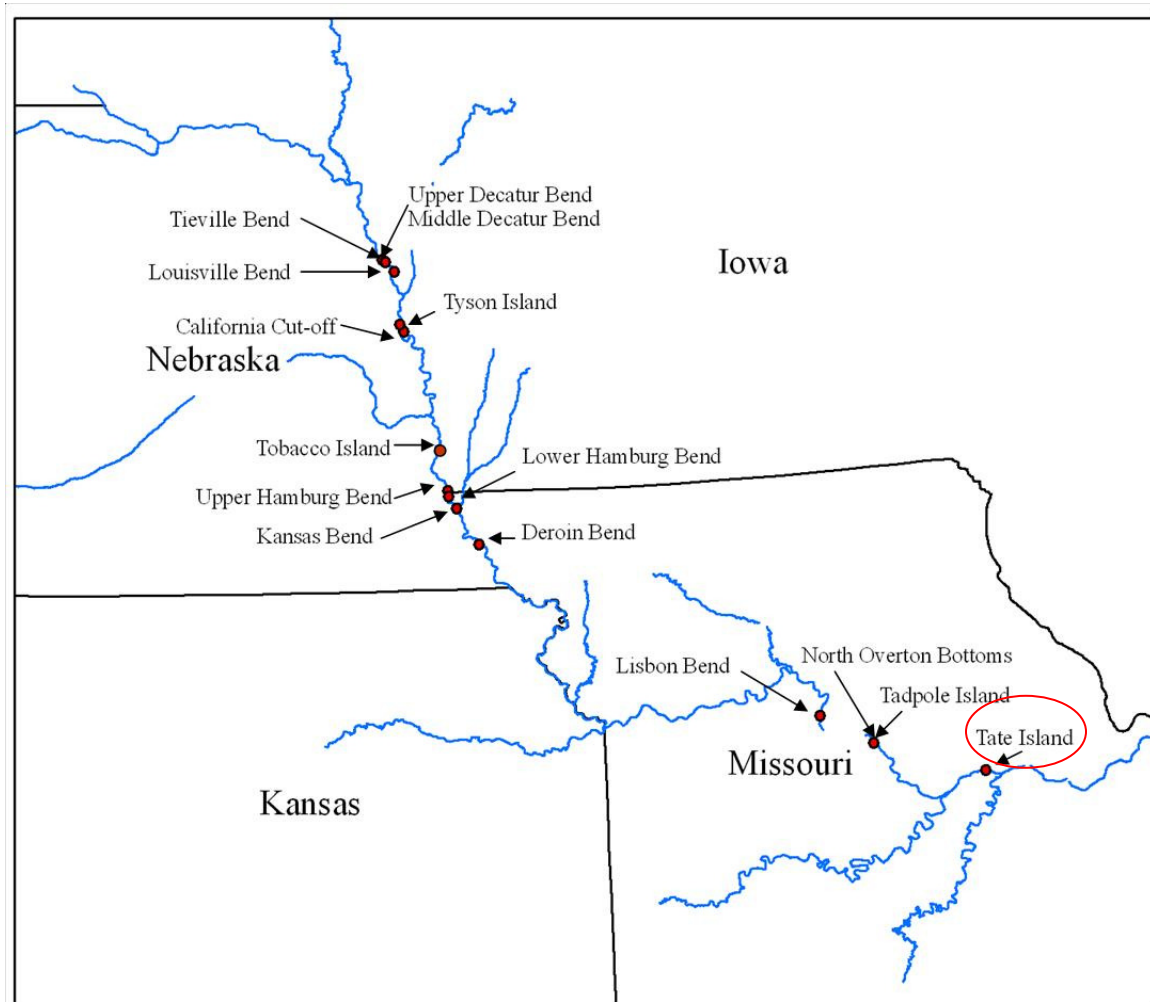 Upper Decatur Bend
Middle Decatur Bend
Tieville Bend
Iowa
Louisville Bend
Tyson Island
California Cut-off
Nebraska
Tobacco Island
Lower Hamburg Bend
Upper Hamburg Bend
Kansas Bend
Deroin Bend
North Overton Bottoms
Lisbon Bend
Tadpole Island
Tate Island
Missouri
Kansas